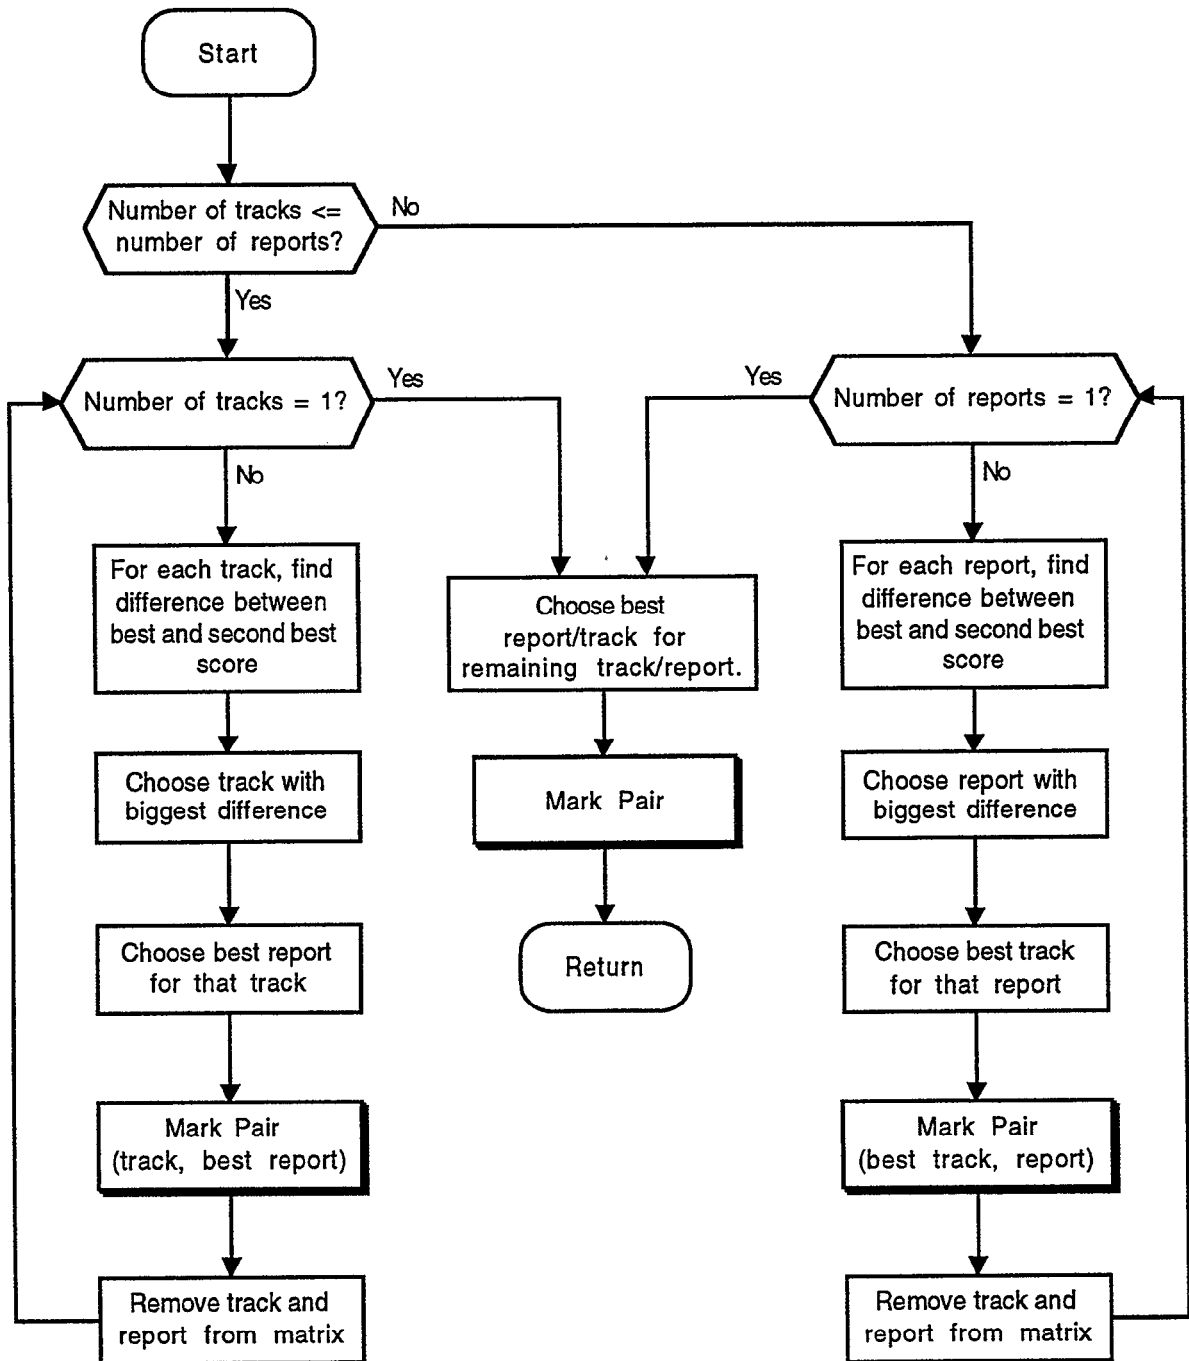 Start
Number of tracks <=
number of reports?
No
Yes
Number of tracks = 1?
Yes
Yes
Number of reports = 1?
No
No
For each track, find
difference between
best and second best
score
Choose best
report/track for
remaining track/report.
For each report, find
difference between
best and second best
score
Choose track with
biggest difference
Mark Pair
Choose report with
biggest difference
Choose best report
for that track
Return
Choose best track
for that report
Mark Pair
(track, best report)
Mark Pair
(best track, report)
Remove track and
report from matrix
Remove track and
report from matrix